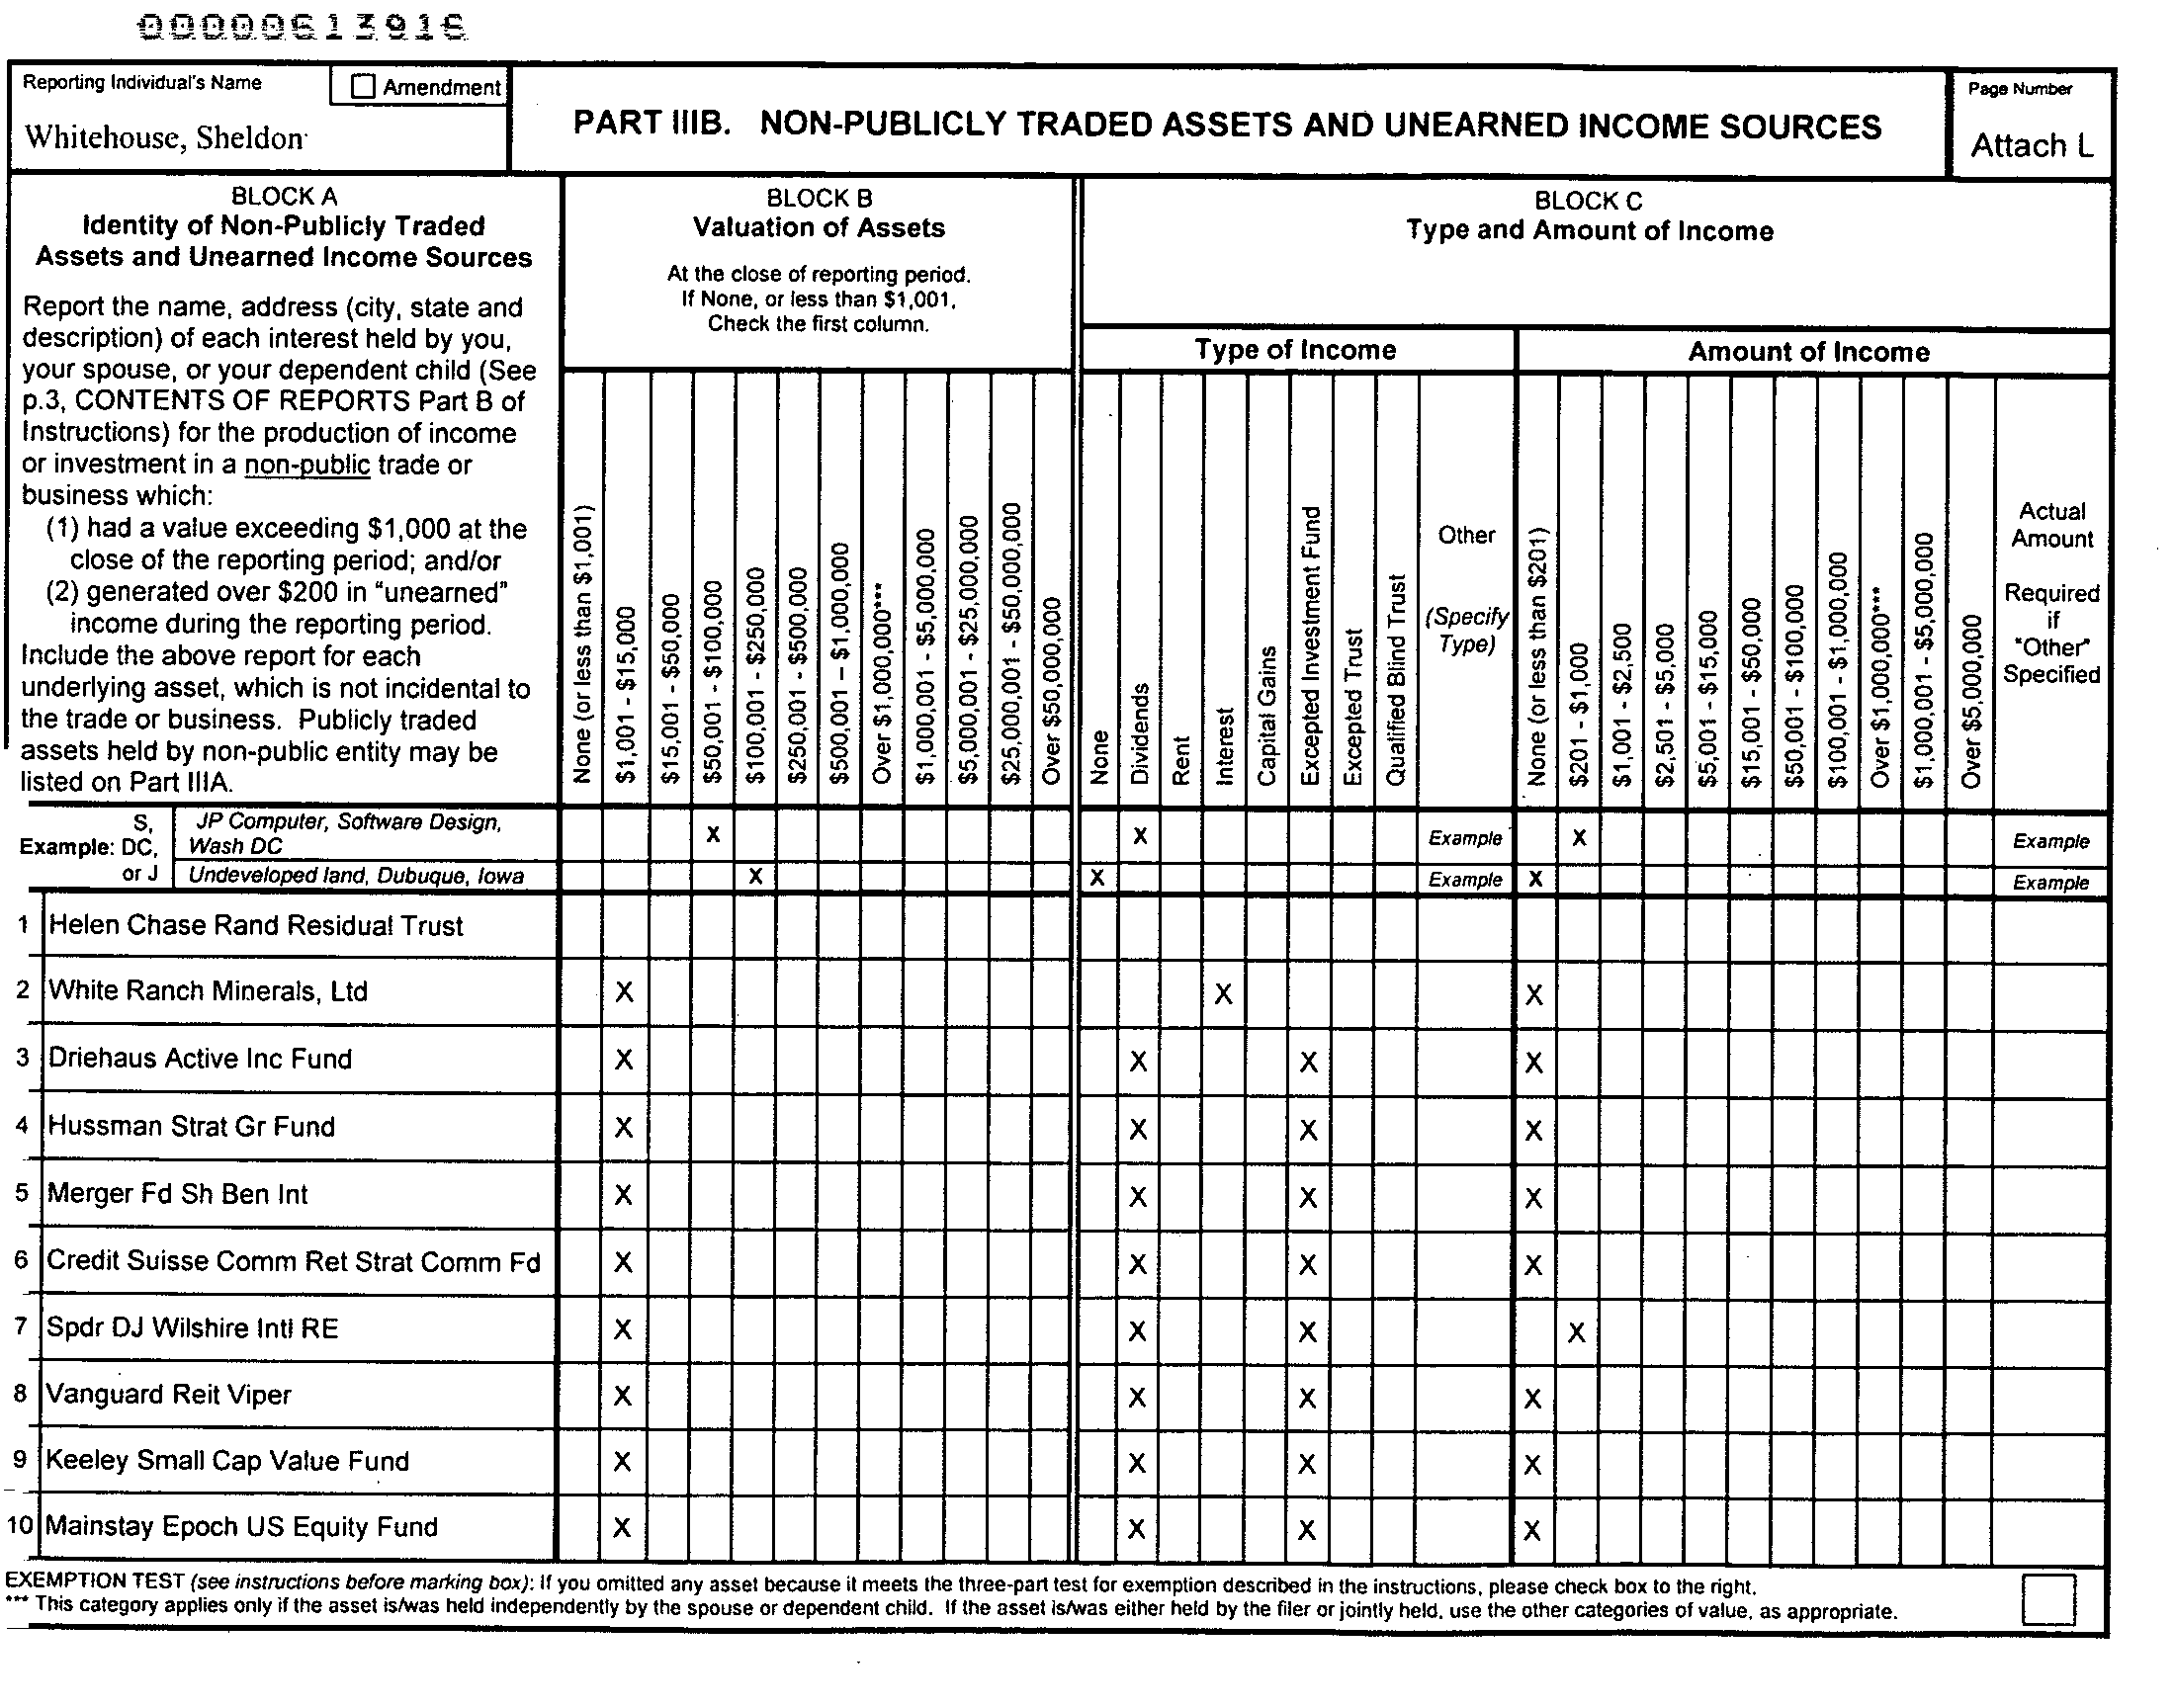 00000613916
Reporting Individual's Name
Amendment
Whitehouse, Sheldon
PART IIIB. NON-PUBLICLY TRADED ASSETS AND UNEARNED INCOME SOURCES
Page Number
Attach L
BLOCK A
Identity of Non-Publicly Traded
Assets and Unearned Income Sources
Report the name, address (city, state and
description) of each interest held by you,
your spouse, or your dependent child (See
p.3, CONTENTS OF REPORTS Part B of
Instructions) for the production of income
or investment in a non-public trade or
business which:
(1) had a value exceeding $1,000 at the
close of the reporting period; and/or
(2) generated over $200 in "unearned"
income during the reporting period.
Include the above report for each
underlying asset, which is not incidental to
the trade or business. Publicly traded
assets held by non-public entity may be
listed on Part IIIA.
BLOCK B
Valuation of Assets
At the close of reporting period.
If None, or less than $1,001,
Check the first column.
None (or less than $1,001)
$1,001 - $15,000
$15,001 - $50,000
$50,001 - $100,000
$100,001 - $250,000
$250,001 - $500,000
$500,001 – $1,000,000
Over $1,000,000***
$1,000,001 - $5,000,000
$5,000,001 - $25,000,000
$25,000,001 - $50,000,000
Over $50,000,000
BLOCK C
Type and Amount of Income
Type of Income
None
Dividends
Rent
Interest
Capital Gains
Excepted Investment Fund
Excepted Trust
Qualified Blind Trust
Other
(Specify
Type)
Amount of Income
None (or less than $201)
$201 - $1,000
$1,001 - $2,500
$2,501 - $5,000
$5,001 - $15,000
$15,001 - $50,000
$50,001 - $100,000
$100,001 - $1,000,000
Over $1,000,000***
$1,000,001 - $5,000,000
Over $5,000,000
Actual
Amount
Required
if
"Other"
Specified
S,
Example: DC,
or J
JP Computer, Software Design,
Wash DC
X X Example X Example
Undeveloped land, Dubuque, Iowa X X Example X Example
1 Helen Chase Rand Residual Trust
2 White Ranch Minerals, Ltd X X X
3 Driehaus Active Inc Fund X X X X
4 Hussman Strat Gr Fund X X X X
5 Merger Fd Sh Ben Int X X X X
6 Credit Suisse Comm Ret Strat Comm Fd X X X X
7 Spdr DJ Wilshire Intl RE X X X X
8 Vanguard Reit Viper X X X X
9 Keeley Small Cap Value Fund X X X X
10 Mainstay Epoch US Equity Fund X X X X
EXEMPTION TEST (see instructions before marking box): If you omitted any asset because it meets the three-part test for exemption described in the instructions, please check box to the right.
*** This category applies only if the asset is/was held independently by the spouse or dependent child. If the asset is/was either held by the filer or jointly held, use the other categories of value, as appropriate.